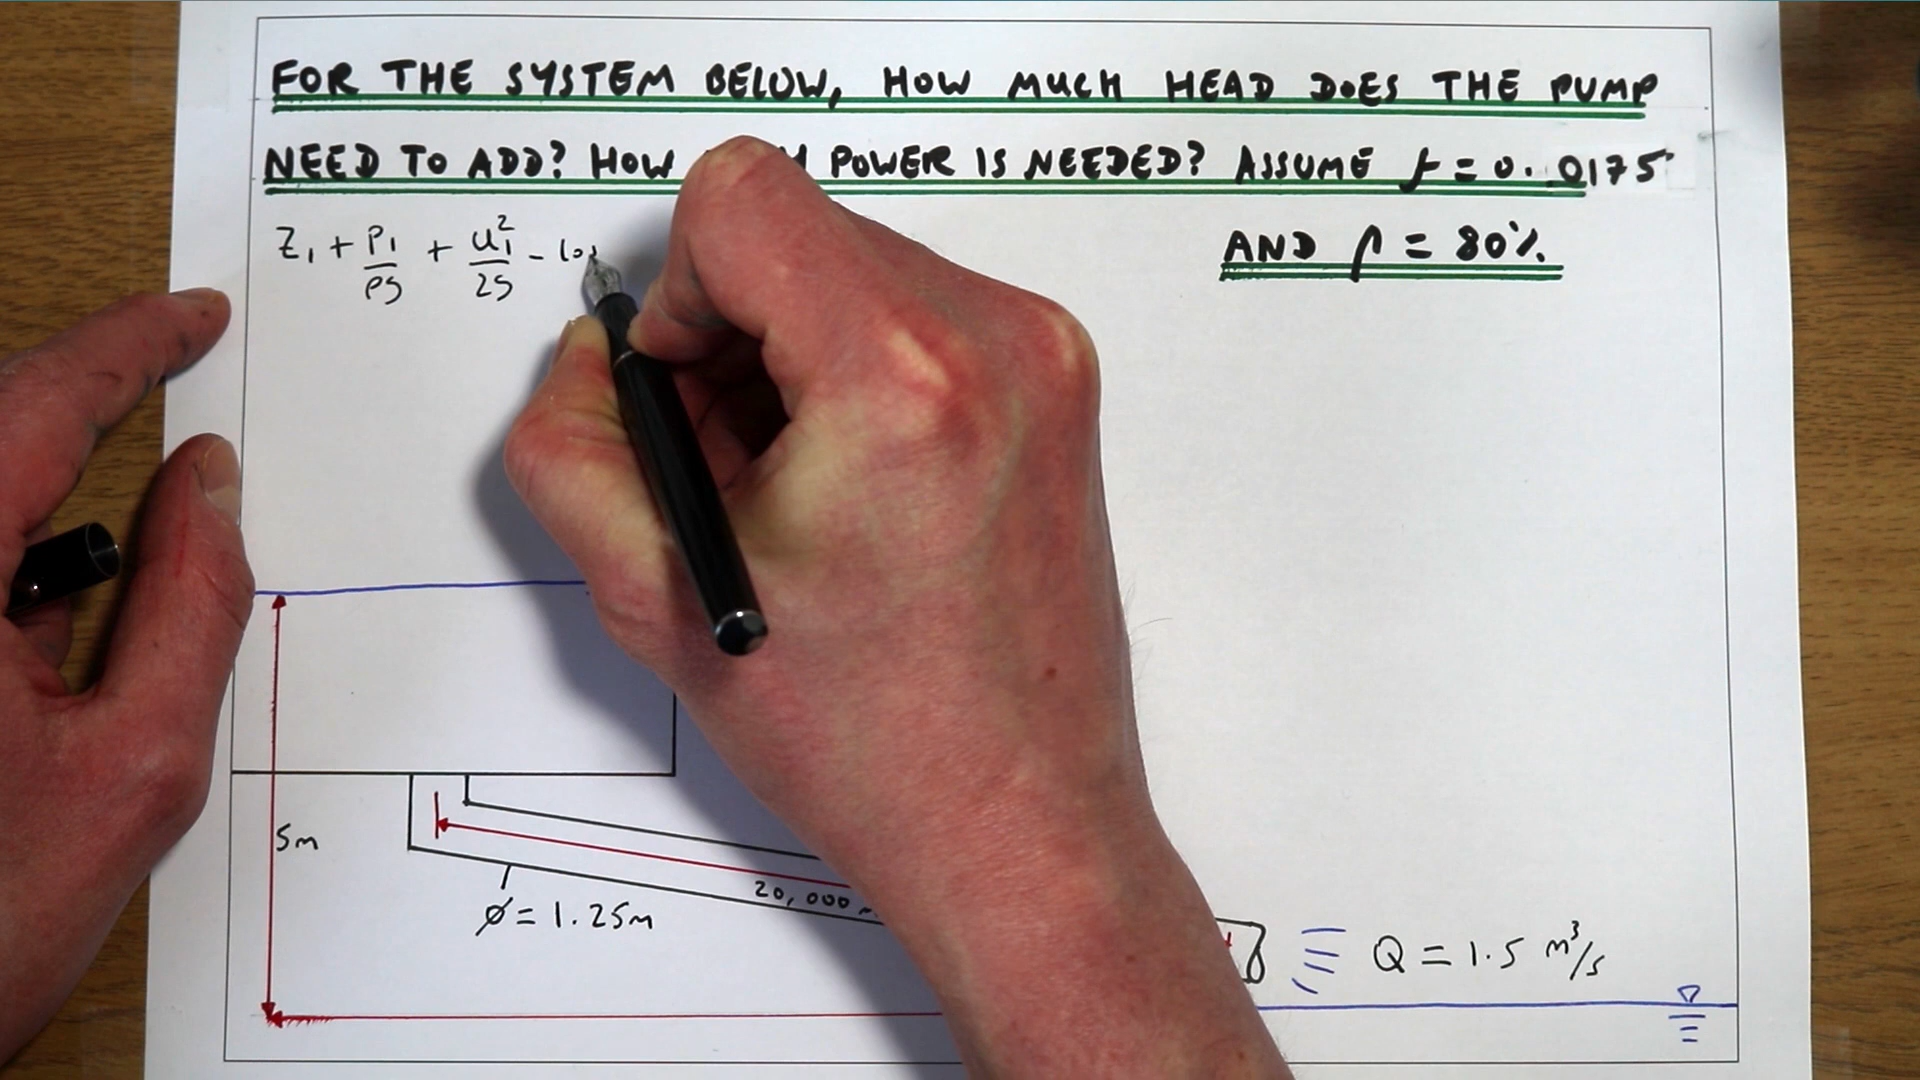 FOR THE SYSTEM BELOW, HOW MUCH HEAD DOES THE PUMP
NEED TO ADD? HOW POWER IS NEEDED? ASSUME f = 0.0175
AND η = 80%
Z₁ + P₁/ρg + u₁²/2g - los
5m
20,000
ø = 1.25m
Q = 1.5 m³/s